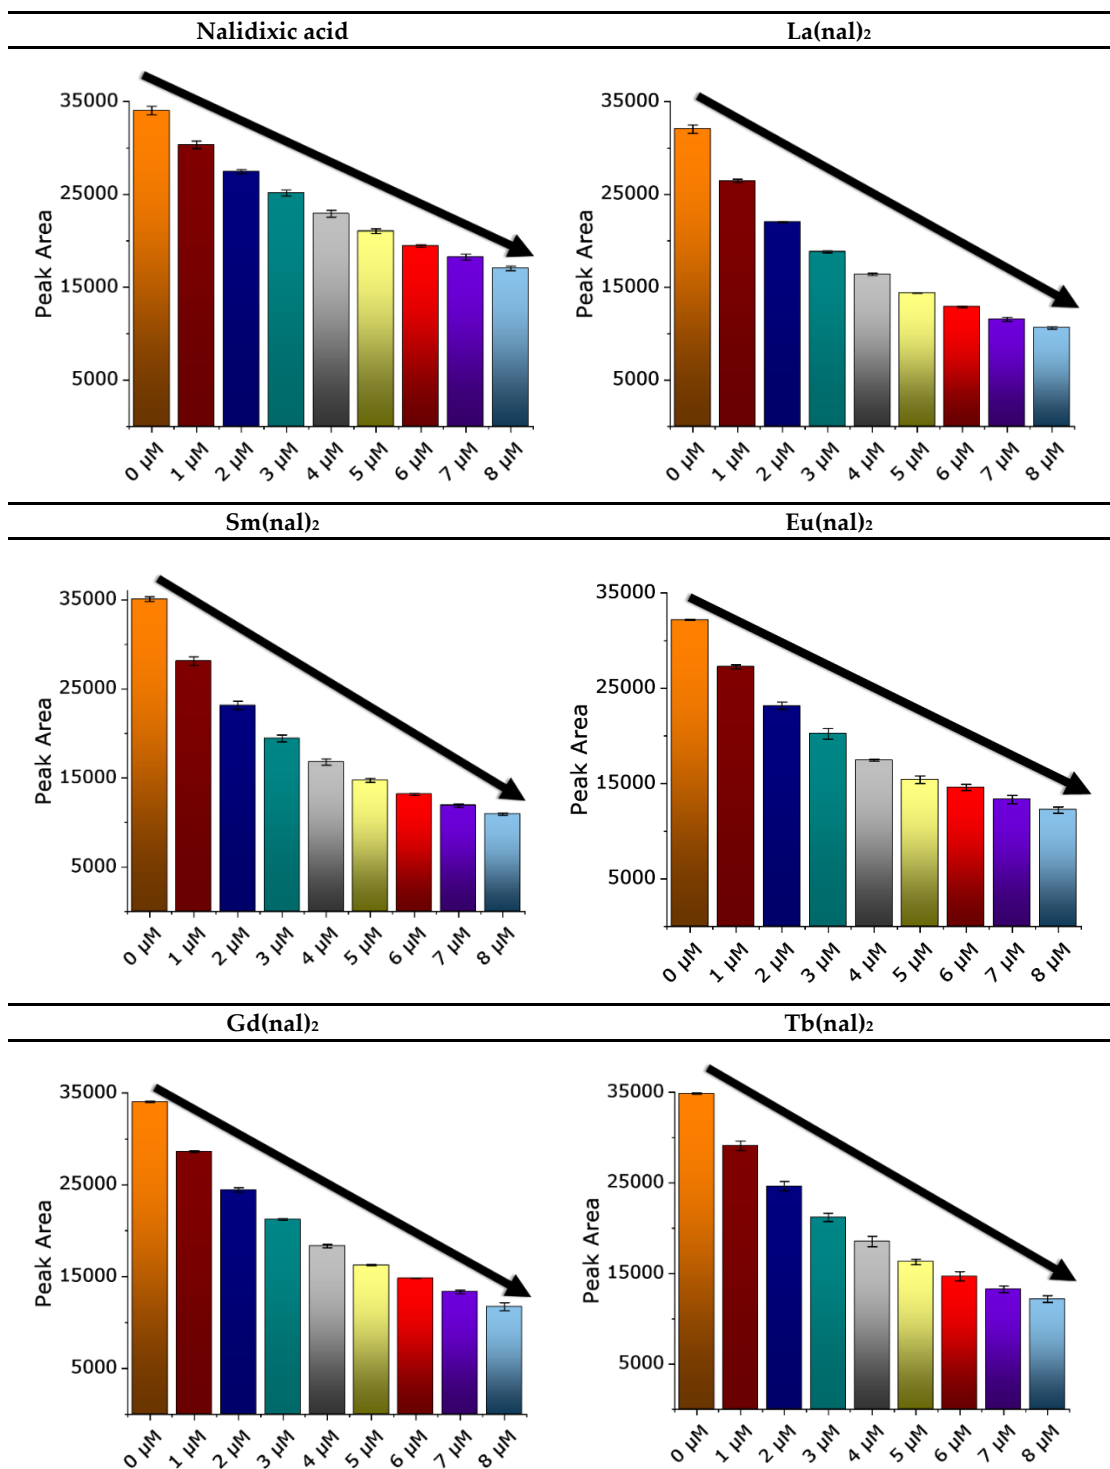 Nalidixic acid
La(nal)₂
35000
25000
15000
5000
Peak Area
0 µM 1 µM 2 µM 3 µM 4 µM 5 µM 6 µM 7 µM 8 µM
35000
25000
15000
5000
Peak Area
0 µM 1 µM 2 µM 3 µM 4 µM 5 µM 6 µM 7 µM 8 µM
Sm(nal)₂
Eu(nal)₂
35000
25000
15000
5000
Peak Area
0 µM 1 µM 2 µM 3 µM 4 µM 5 µM 6 µM 7 µM 8 µM
35000
25000
15000
5000
Peak Area
0 µM 1 µM 2 µM 3 µM 4 µM 5 µM 6 µM 7 µM 8 µM
Gd(nal)₂
Tb(nal)₂
35000
25000
15000
5000
Peak Area
0 µM 1 µM 2 µM 3 µM 4 µM 5 µM 6 µM 7 µM 8 µM
35000
25000
15000
5000
Peak Area
0 µM 1 µM 2 µM 3 µM 4 µM 5 µM 6 µM 7 µM 8 µM